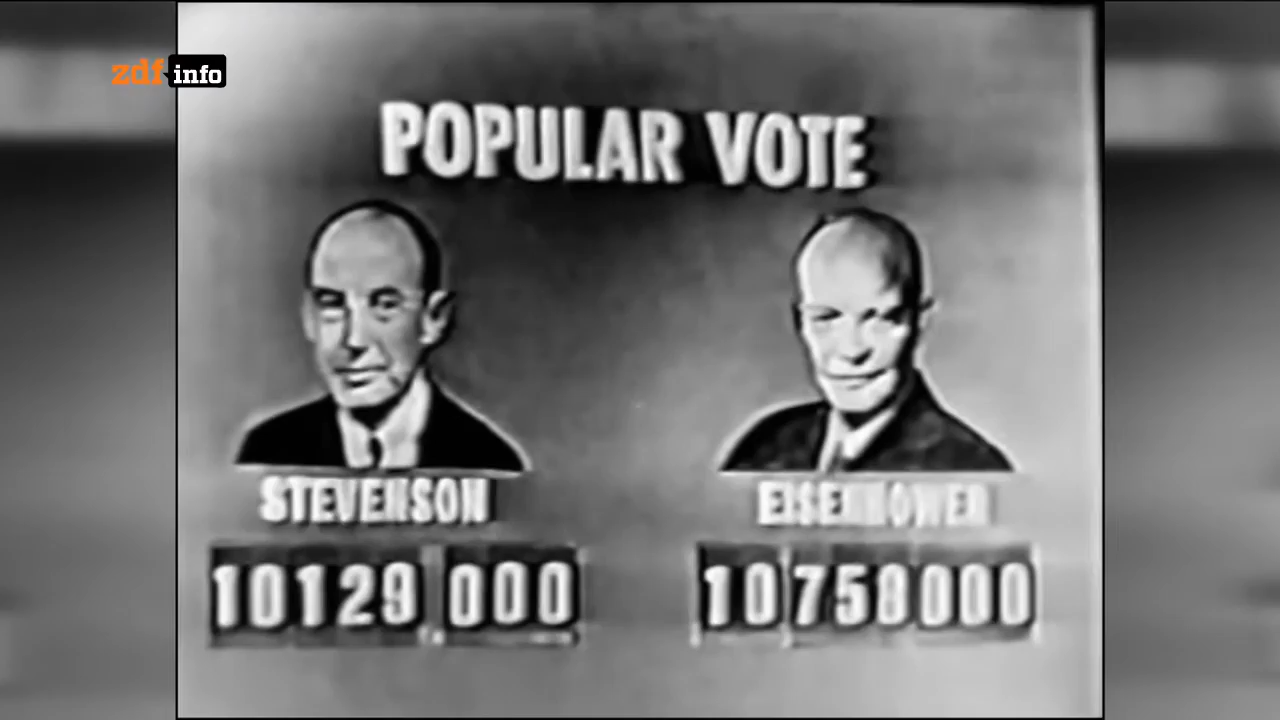 zdf info
POPULAR VOTE
STEVENSON EISENHOWER
10129 000 10758000